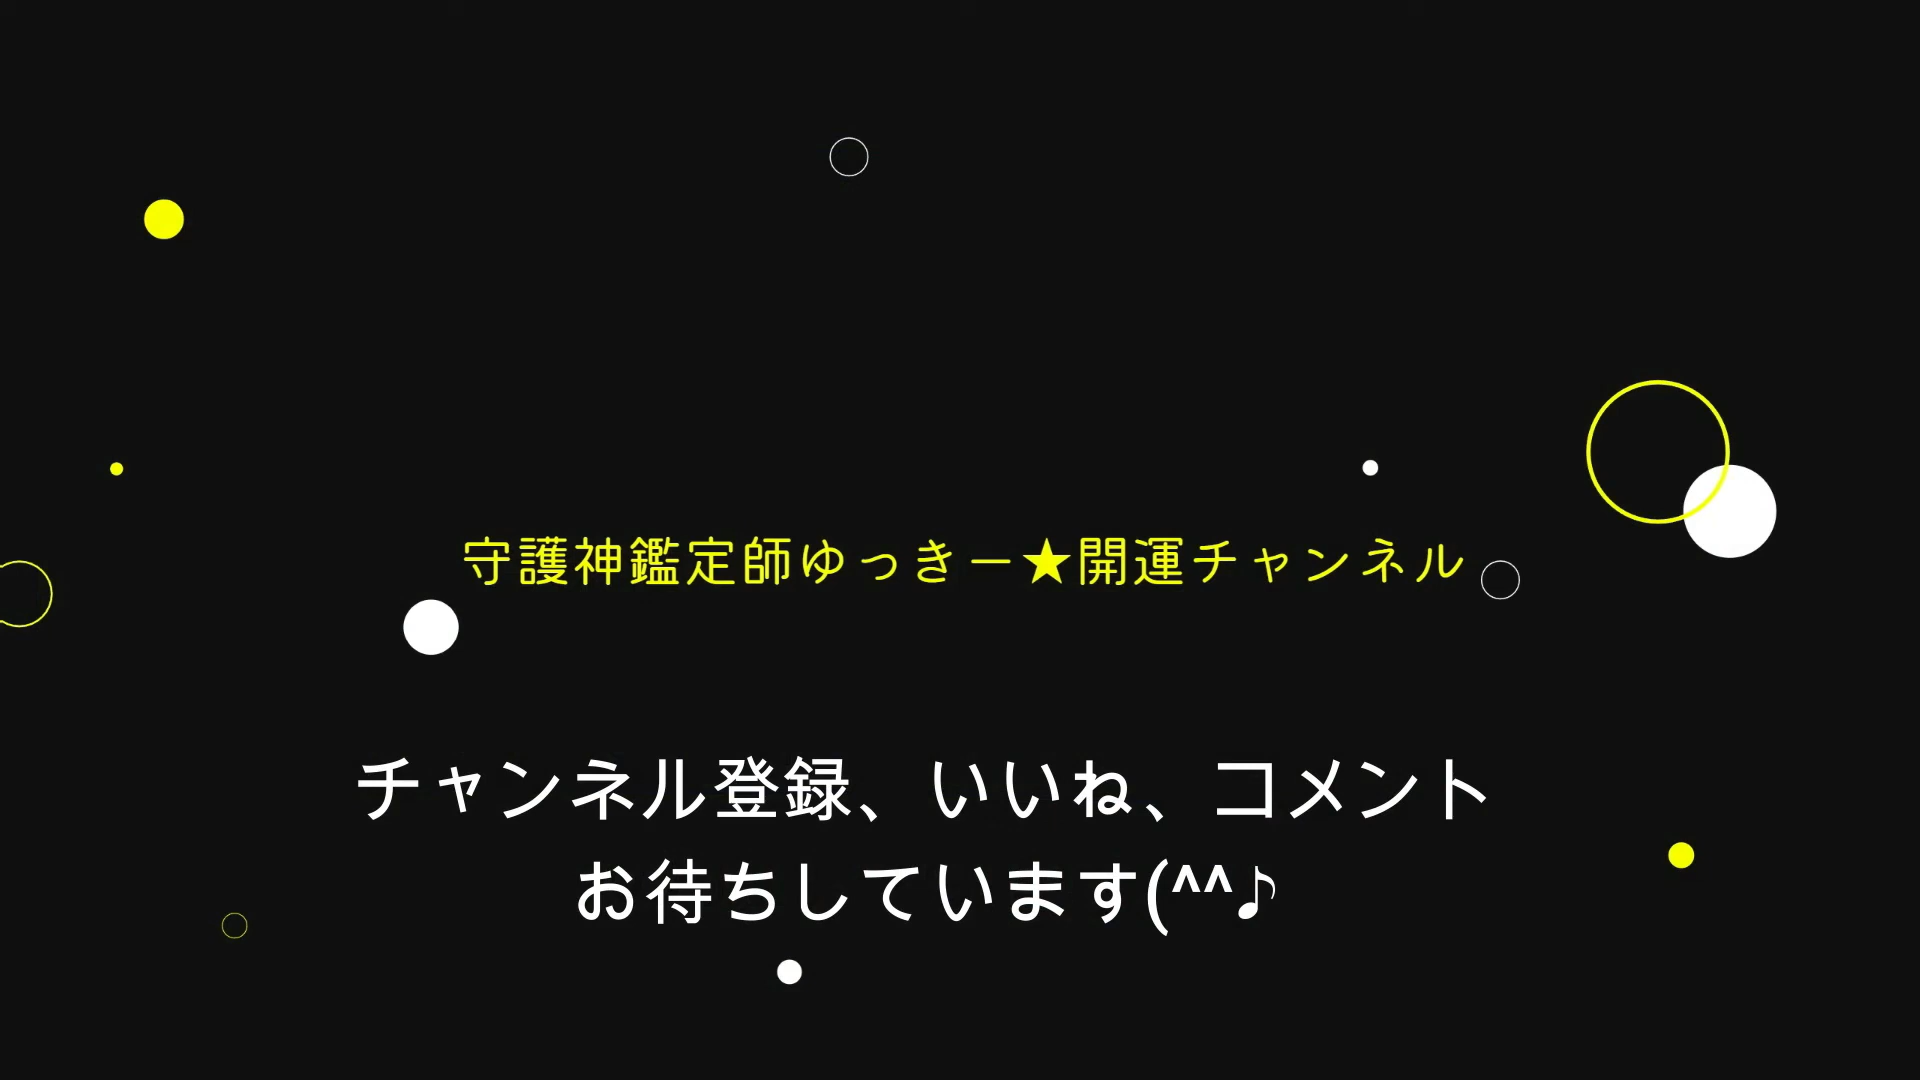 守護神鑑定師ゆっきー★開運チャンネル
チャンネル登録、いいね、コメント
お待ちしています(^^♪